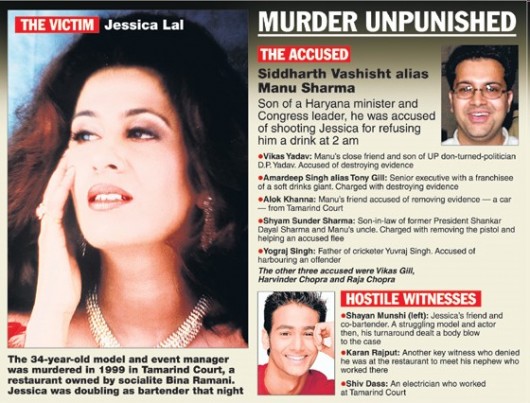 THE VICTIM Jessica Lal
MURDER UNPUNISHED
THE ACCUSED
Siddharth Vashisht alias
Manu Sharma
Son of a Haryana minister and
Congress leader, he was accused
of shooting Jessica for refusing
him a drink at 2 am
●Vikas Yadav: Manu's close friend and son of UP don-turned-politician
D.P. Yadav. Accused of destroying evidence
●Amardeep Singh alias Tony Gill: Senior executive with a franchisee
of a soft drinks giant. Charged with destroying evidence
●Alok Khanna: Manu's friend accused of removing evidence — a car
— from Tamarind Court
●Shyam Sunder Sharma: Son-in-law of former President Shankar
Dayal Sharma and Manu's uncle. Charged with removing the pistol and
helping an accused flee
●Yograj Singh: Father of cricketer Yuvraj Singh. Accused of
harbouring an offender
The other three accused were Vikas Gill,
Harvinder Chopra and Raja Chopra
HOSTILE WITNESSES
●Shayan Munshi (left): Jessica's friend and
co-bartender. A struggling model and actor
then, his turnaround dealt a body blow
to the case
●Karan Rajput: Another key witness who denied
he was at the restaurant to meet his nephew who
worked there
●Shiv Dass: An electrician who worked
at Tamarind Court
The 34-year-old model and event manager
was murdered in 1999 in Tamarind Court, a
restaurant owned by socialite Bina Ramani.
Jessica was doubling as bartender that night